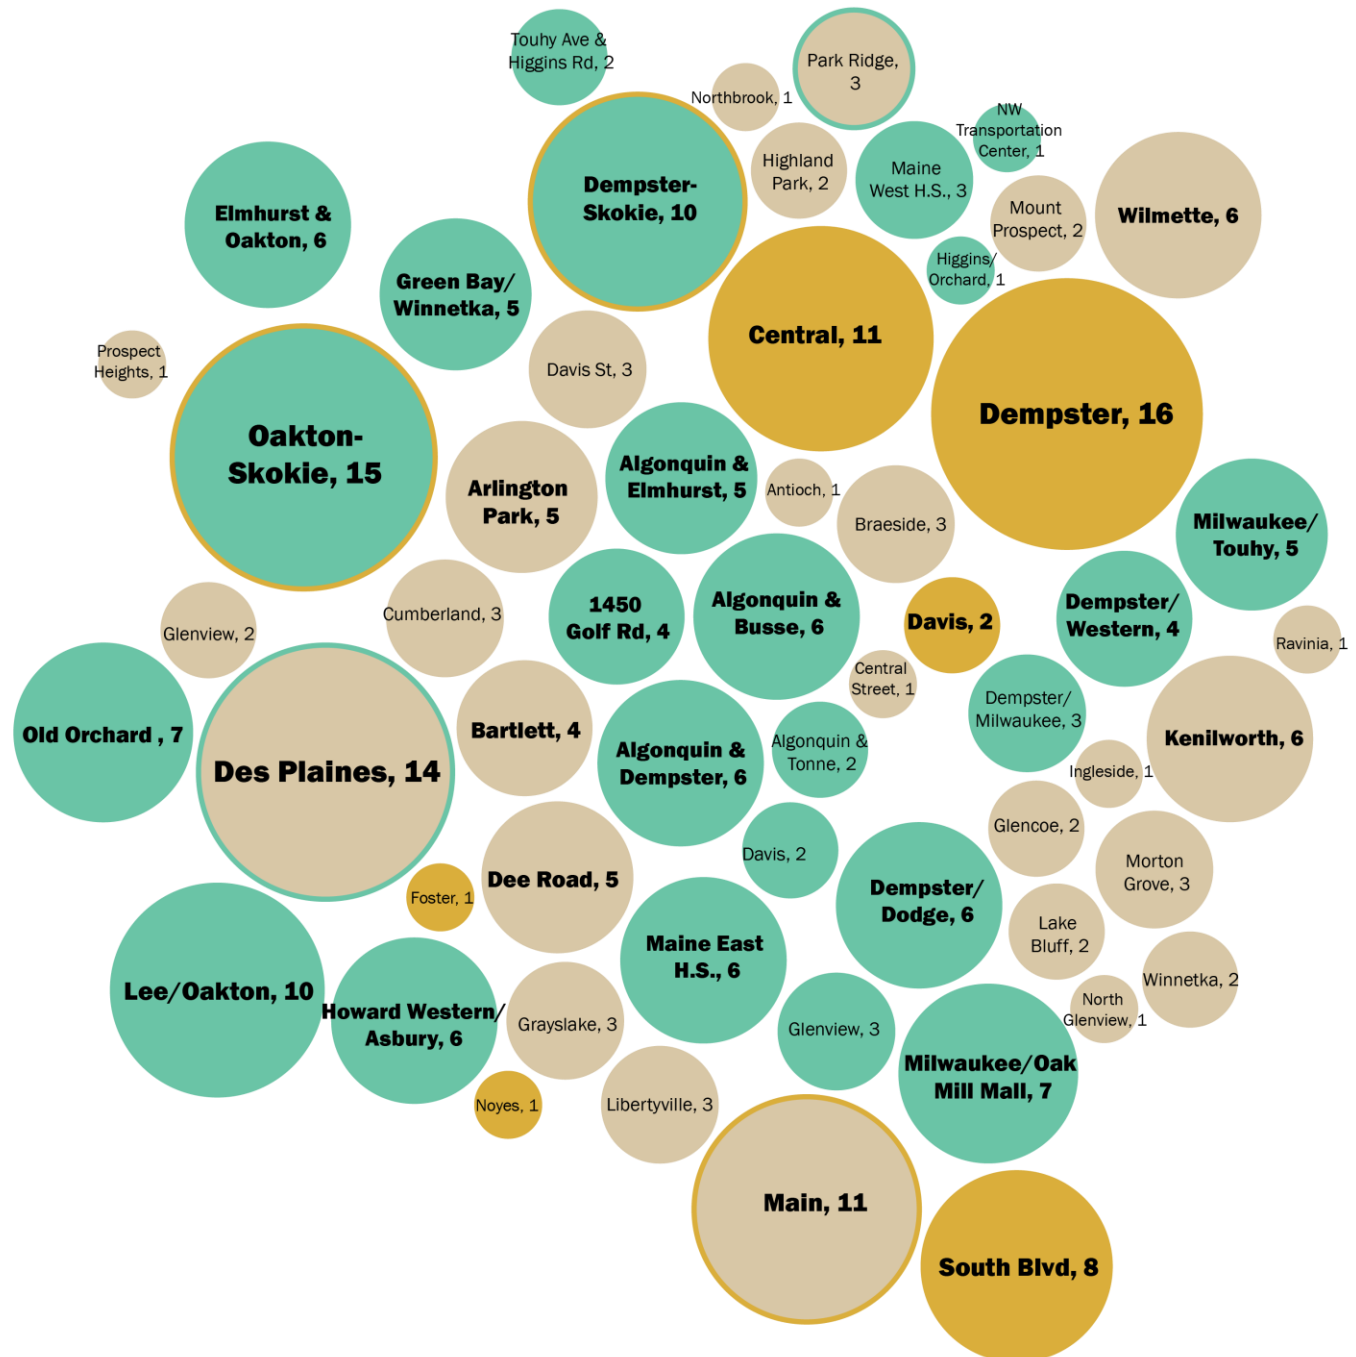 Touhy Ave &
Higgins Rd, 2
Park Ridge,
3
Northbrook, 1
NW
Transportation
Center, 1
Highland
Park, 2
Maine
West H.S., 3
Dempster-
Skokie, 10
Mount
Prospect, 2
Wilmette, 6
Elmhurst &
Oakton, 6
Higgins/
Orchard, 1
Green Bay/
Winnetka, 5
Central, 11
Prospect
Heights, 1
Davis St, 3
Dempster, 16
Oakton-
Skokie, 15
Algonquin &
Elmhurst, 5
Arlington
Park, 5
Antioch, 1
Braeside, 3
Milwaukee/
Touhy, 5
Cumberland, 3
1450
Golf Rd, 4
Algonquin &
Busse, 6
Davis, 2
Dempster/
Western, 4
Glenview, 2
Ravinia, 1
Central
Street, 1
Dempster/
Milwaukee, 3
Old Orchard , 7
Bartlett, 4
Kenilworth, 6
Des Plaines, 14
Algonquin &
Dempster, 6
Algonquin &
Tonne, 2
Ingleside, 1
Glencoe, 2
Davis, 2
Morton
Grove, 3
Dee Road, 5
Foster, 1
Dempster/
Dodge, 6
Lake
Bluff, 2
Maine East
H.S., 6
Winnetka, 2
Lee/Oakton, 10
Howard Western/
Asbury, 6
Grayslake, 3
Glenview, 3
North
Glenview, 1
Milwaukee/Oak
Mill Mall, 7
Noyes, 1
Libertyville, 3
Main, 11
South Blvd, 8